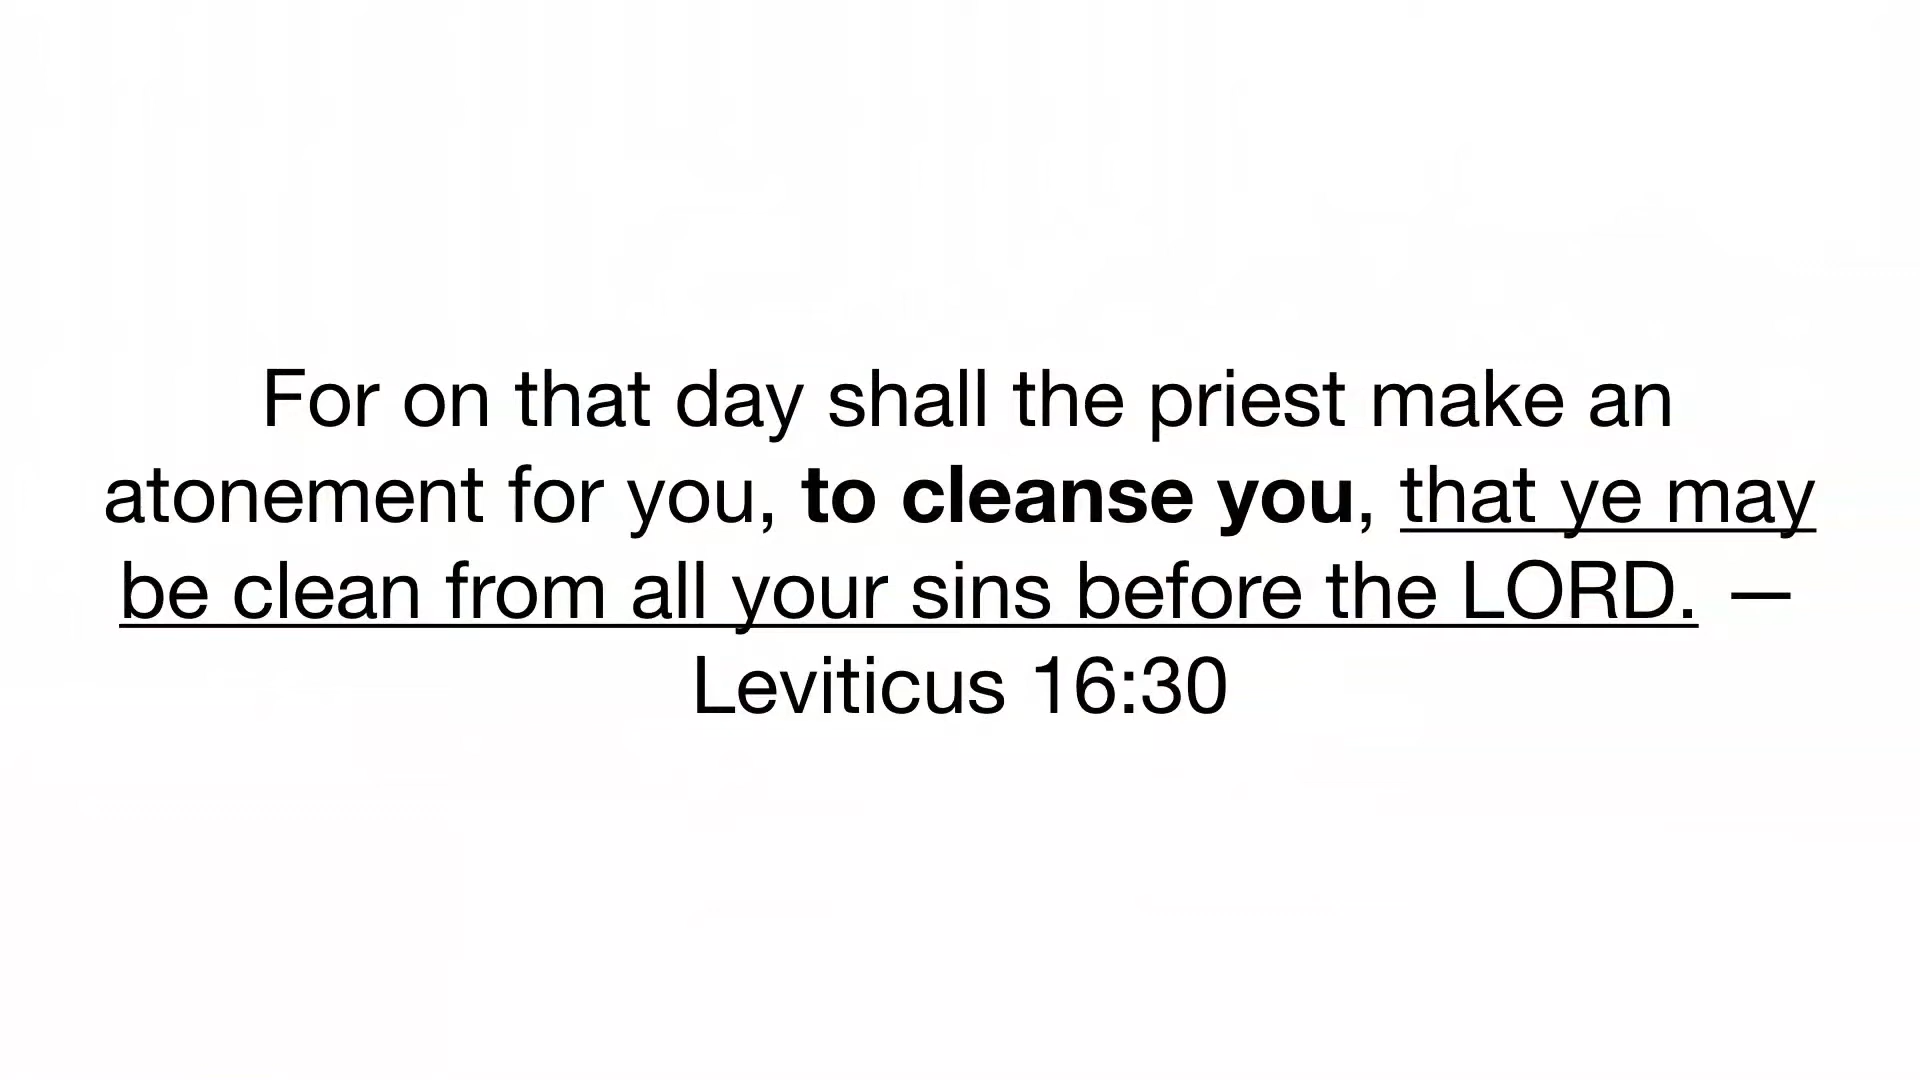 For on that day shall the priest make an
atonement for you, to cleanse you, that ye may
be clean from all your sins before the LORD. —
Leviticus 16:30